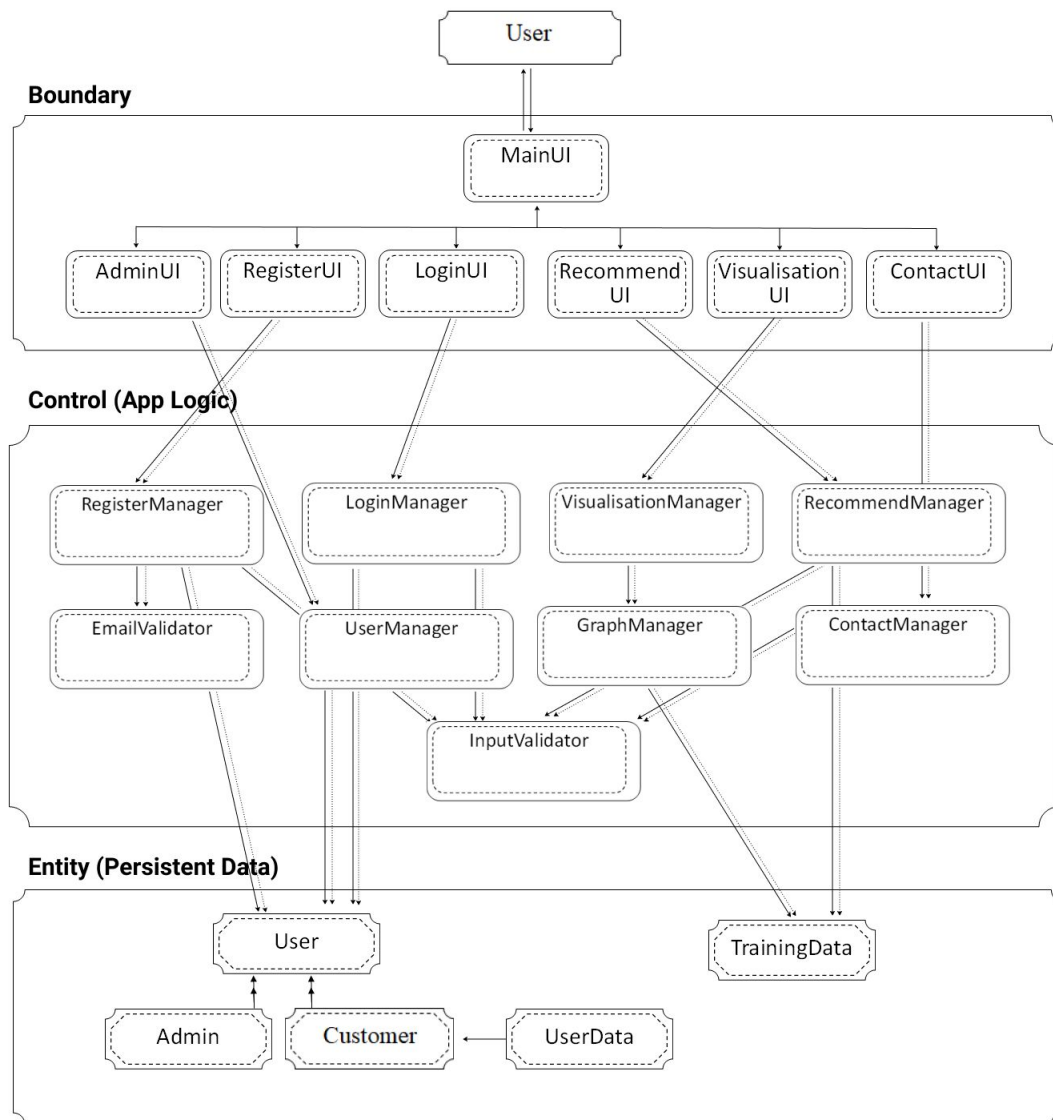 User
Boundary
MainUI
AdminUI
RegisterUI
LoginUI
Recommend
UI
Visualisation
UI
ContactUI
Control (App Logic)
RegisterManager
LoginManager
VisualisationManager
RecommendManager
EmailValidator
UserManager
GraphManager
ContactManager
InputValidator
Entity (Persistent Data)
User
TrainingData
Admin
Customer
UserData